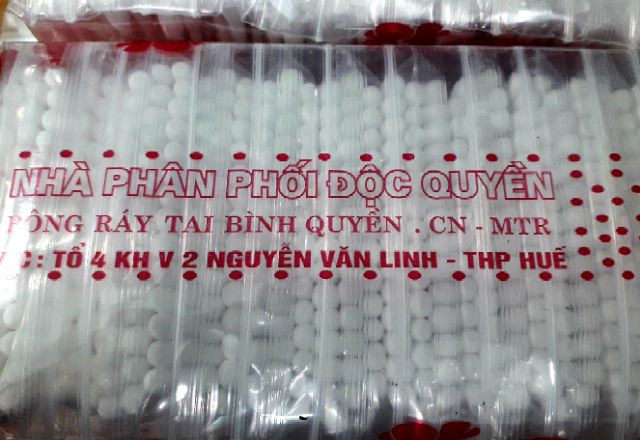 NHÀ PHÂN PHỐI ĐỘC QUYỀN
BÔNG RÁY TAI BÌNH QUYỀN . CN - MTR
C : TỔ 4 KH V 2 NGUYỄN VĂN LINH - THP HUẾ